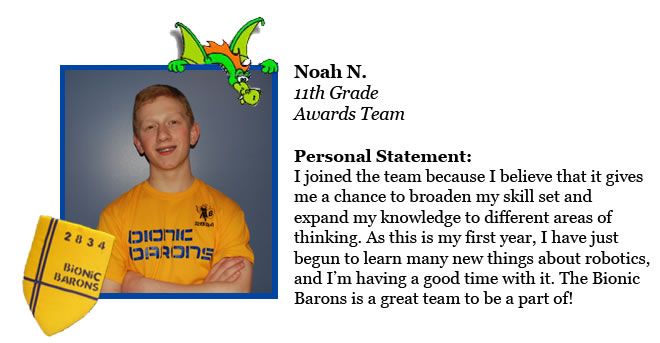 Noah N.
11th Grade
Awards Team
Personal Statement:
I joined the team because I believe that it gives
me a chance to broaden my skill set and
expand my knowledge to different areas of
thinking. As this is my first year, I have just
begun to learn many new things about robotics,
and I’m having a good time with it. The Bionic
Barons is a great team to be a part of!
BIONIC
BARONS
2834
BiONiC
BARONS